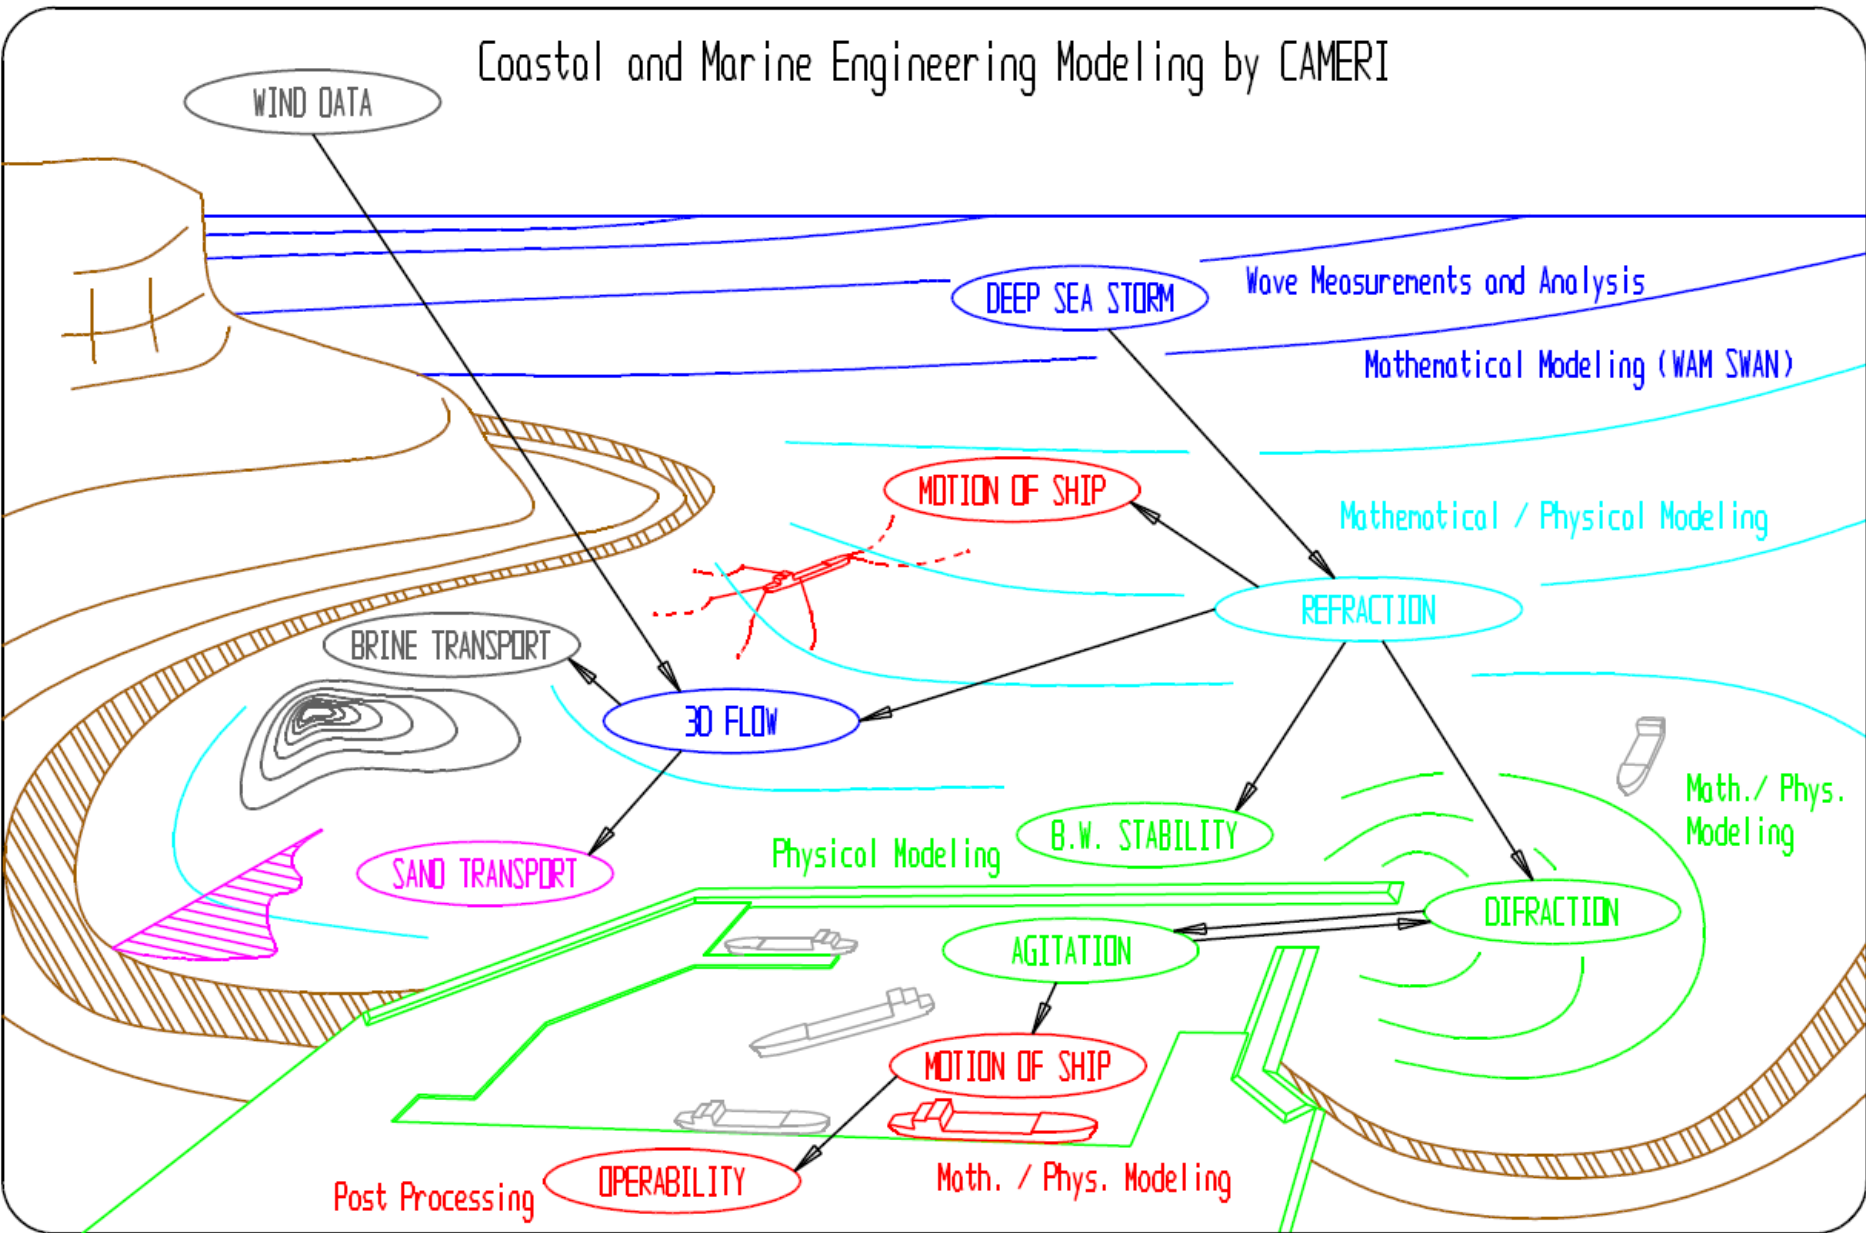 Coastal and Marine Engineering Modeling by CAMERI
WIND DATA
DEEP SEA STORM
Wave Measurements and Analysis
Mathematical Modeling (WAM SWAN)
MOTION OF SHIP
Mathematical / Physical Modeling
REFRACTION
BRINE TRANSPORT
3D FLOW
Math./ Phys.
Modeling
B.W. STABILITY
Physical Modeling
SAND TRANSPORT
DIFRACTION
AGITATION
MOTION OF SHIP
OPERABILITY
Math. / Phys. Modeling
Post Processing